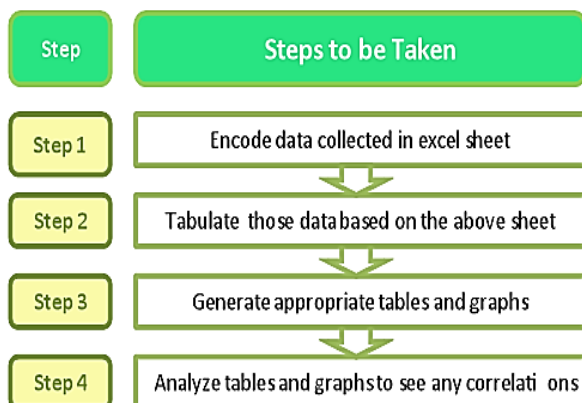 Step
Steps to be Taken
Step 1
Encode data collected in excel sheet
Step 2
Tabulate those data based on the above sheet
Step 3
Generate appropriate tables and graphs
Step 4
Analyze tables and graphs to see any correlati ons